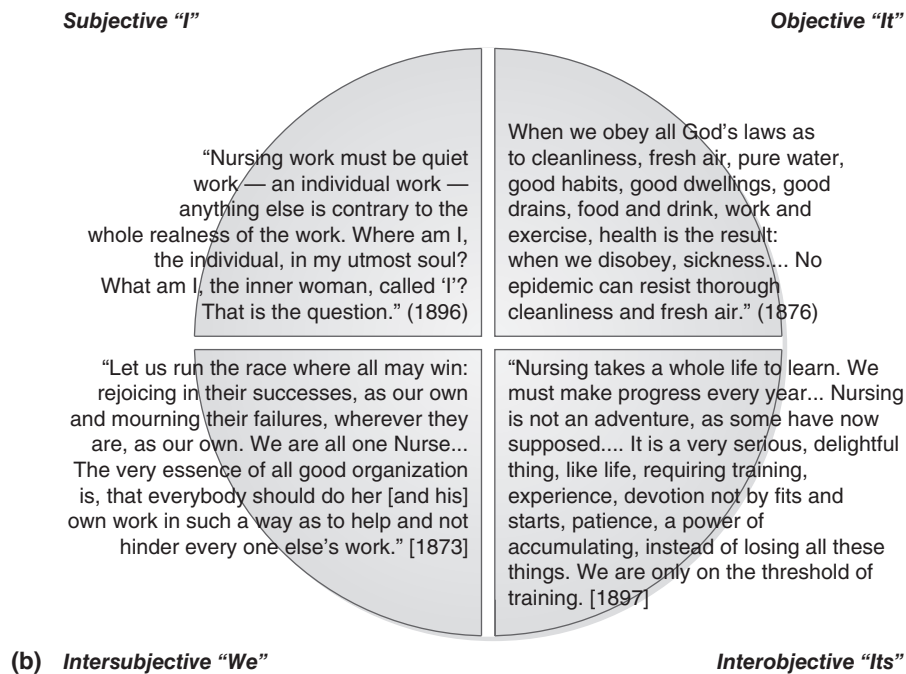 Subjective “I”
Objective “It”
“Nursing work must be quiet
work — an individual work —
anything else is contrary to the
whole realness of the work. Where am I,
the individual, in my utmost soul?
What am I, the inner woman, called ‘I’?
That is the question.” (1896)
When we obey all God’s laws as
to cleanliness, fresh air, pure water,
good habits, good dwellings, good
drains, food and drink, work and
exercise, health is the result:
when we disobey, sickness.... No
epidemic can resist thorough
cleanliness and fresh air.” (1876)
“Let us run the race where all may win:
rejoicing in their successes, as our own
and mourning their failures, wherever they
are, as our own. We are all one Nurse...
The very essence of all good organization
is, that everybody should do her [and his]
own work in such a way as to help and not
hinder every one else’s work.” [1873]
“Nursing takes a whole life to learn. We
must make progress every year... Nursing
is not an adventure, as some have now
supposed.... It is a very serious, delightful
thing, like life, requiring training,
experience, devotion not by fits and
starts, patience, a power of
accumulating, instead of losing all these
things. We are only on the threshold of
training. [1897]
(b) Intersubjective “We”
Interobjective “Its”